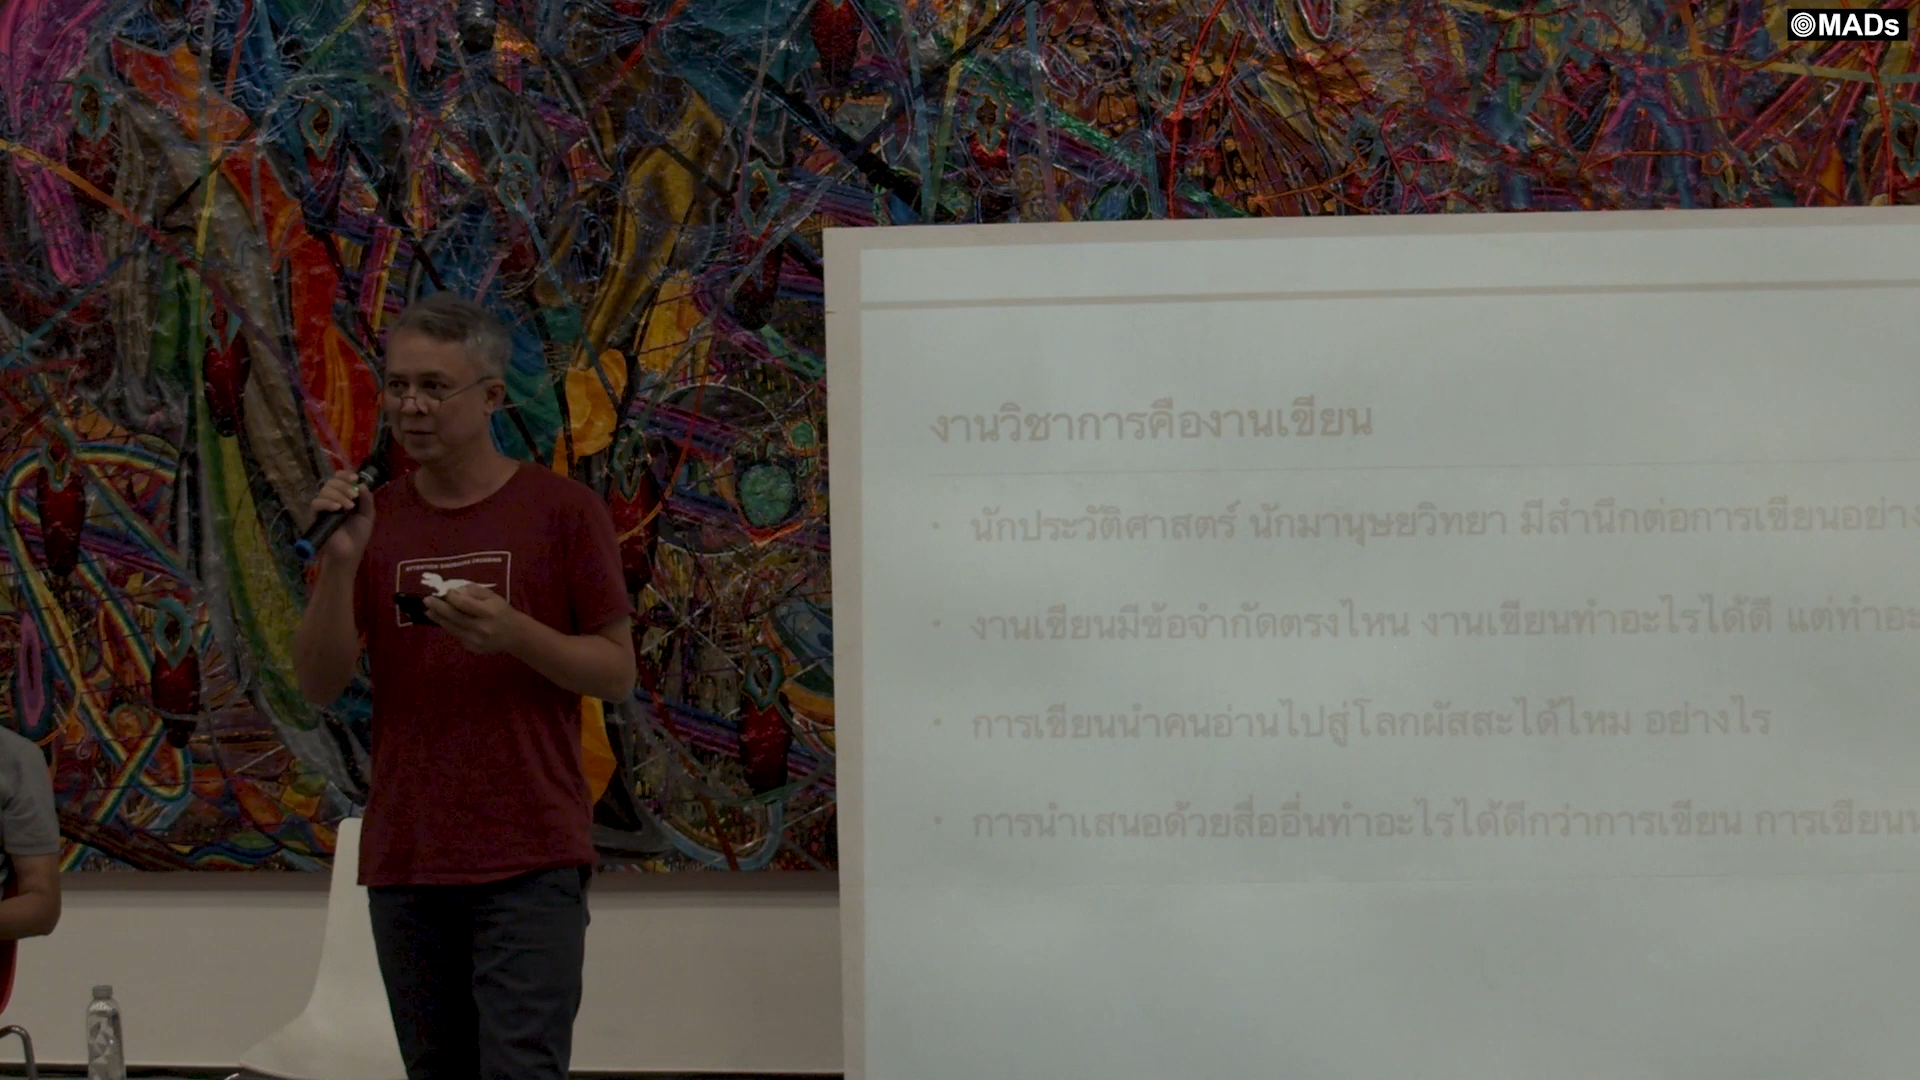 @MADs
ATTENTION DINOSAURS CROSSING
งานวิชาการคืองานเขียน
· นักประวัติศาสตร์ นักมานุษยวิทยา มีสำนึกต่อการเขียนอย่าง
· งานเขียนมีข้อจำกัดตรงไหน งานเขียนทำอะไรได้ดี แต่ทำอะ
· การเขียนนำคนอ่านไปสู่โลกผัสสะได้ไหม อย่างไร
· การนำเสนอด้วยสื่ออื่นทำอะไรได้ดีกว่าการเขียน การเขียน